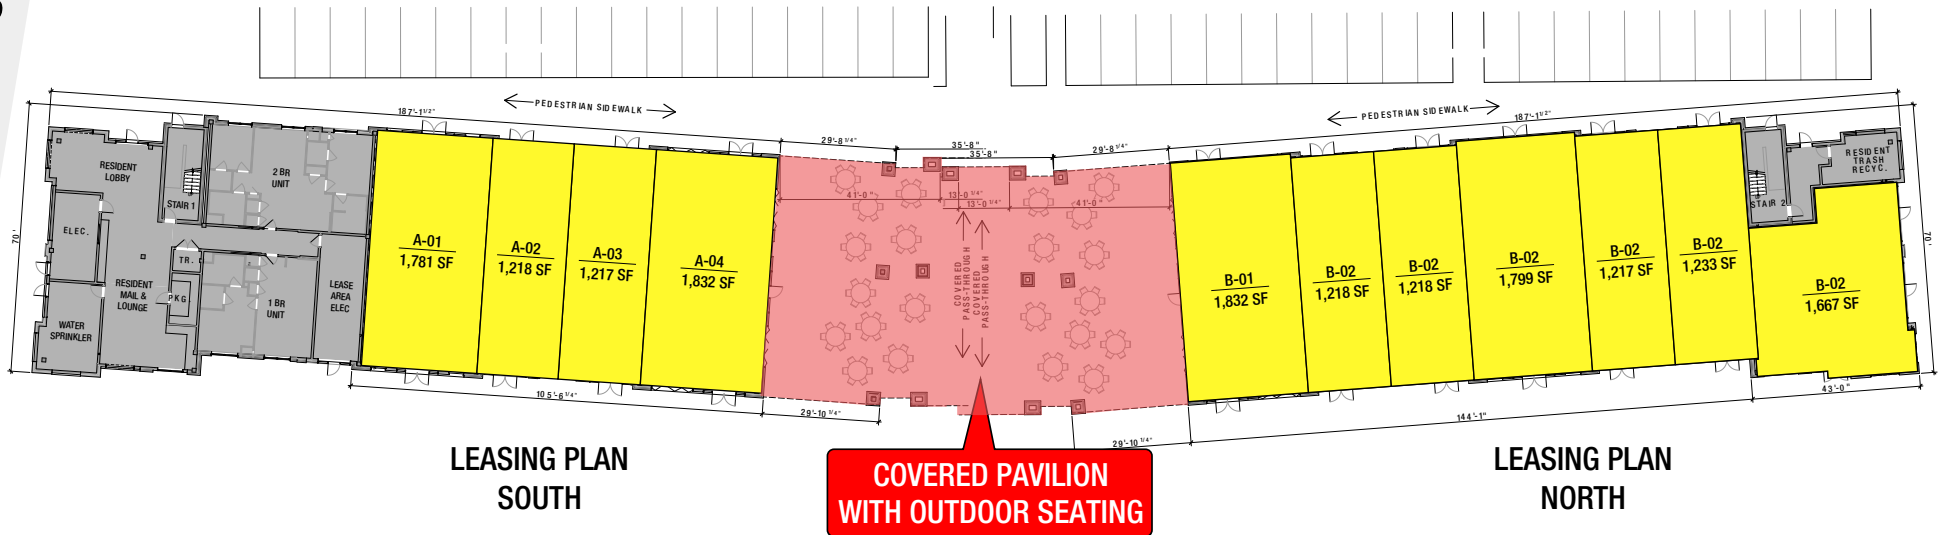 187'-1 1/2"
PEDESTRIAN SIDEWALK
29'-8 1/4"
35'-8"
35'-8"
29'-8 1/4"
PEDESTRIAN SIDEWALK
187'-1 1/2"
70'
RESIDENT
LOBBY
STAIR 1
2 BR
UNIT
ELEC.
TR.
RESIDENT
MAIL &
LOUNGE
PKG
WATER
SPRINKLER
1 BR
UNIT
LEASE
AREA
ELEC
A-01
1,781 SF
A-02
1,218 SF
A-03
1,217 SF
A-04
1,832 SF
41'-0"
13'-0 1/4"
13'-0 1/4"
41'-0"
COVERED
PASS-THROUGH
COVERED
PASS-THROUGH
B-01
1,832 SF
B-02
1,218 SF
B-02
1,218 SF
B-02
1,799 SF
B-02
1,217 SF
B-02
1,233 SF
STAIR 2
RESIDENT
TRASH
RECYC.
B-02
1,667 SF
70'
105'-6 1/4"
29'-10 1/4"
29'-10 1/4"
144'-1"
43'-0"
LEASING PLAN
SOUTH
COVERED PAVILION
WITH OUTDOOR SEATING
LEASING PLAN
NORTH